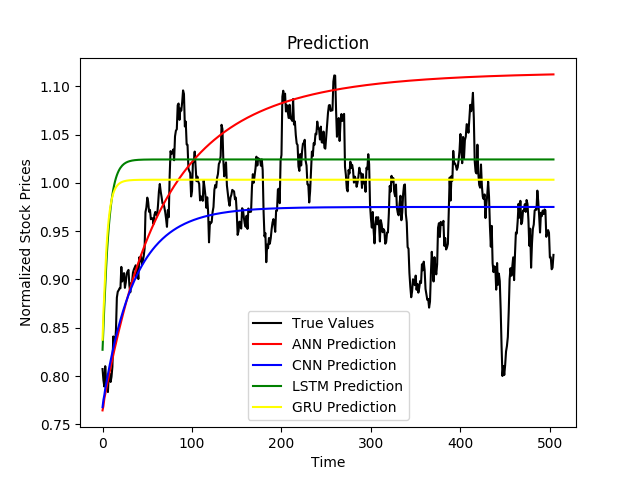 Prediction
1.10
1.05
1.00
0.95
0.90
0.85
0.80
0.75
Normalized Stock Prices
True Values
ANN Prediction
CNN Prediction
LSTM Prediction
GRU Prediction
0 100 200 300 400 500
Time